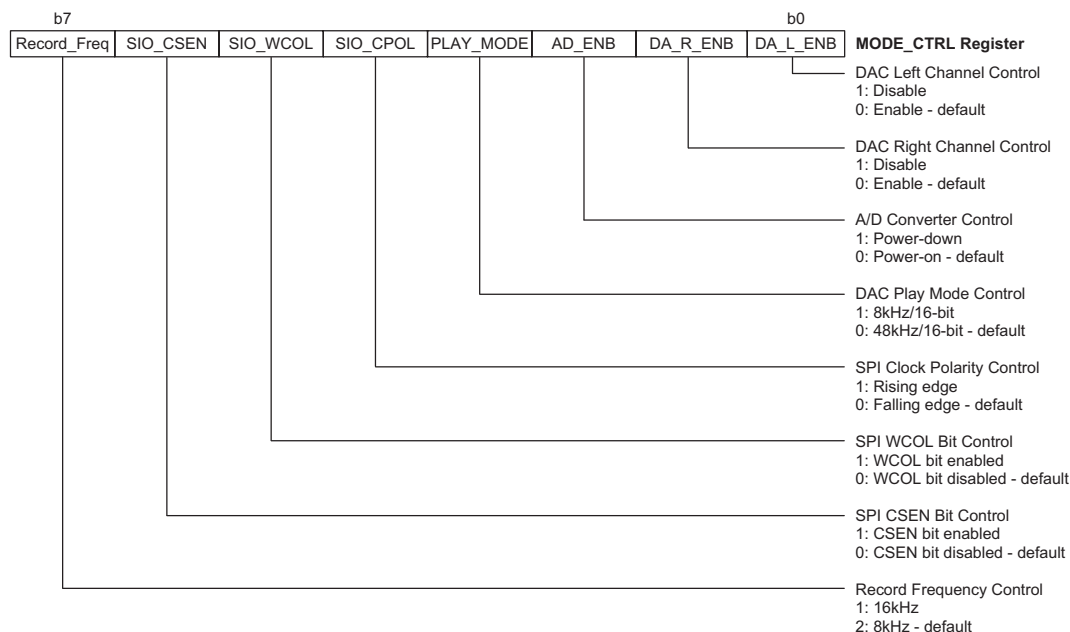 b7 b0
Record_Freq SIO_CSEN SIO_WCOL SIO_CPOL PLAY_MODE AD_ENB DA_R_ENB DA_L_ENB MODE_CTRL Register
DAC Left Channel Control
1: Disable
0: Enable - default
DAC Right Channel Control
1: Disable
0: Enable - default
A/D Converter Control
1: Power-down
0: Power-on - default
DAC Play Mode Control
1: 8kHz/16-bit
0: 48kHz/16-bit - default
SPI Clock Polarity Control
1: Rising edge
0: Falling edge - default
SPI WCOL Bit Control
1: WCOL bit enabled
0: WCOL bit disabled - default
SPI CSEN Bit Control
1: CSEN bit enabled
0: CSEN bit disabled - default
Record Frequency Control
1: 16kHz
2: 8kHz - default